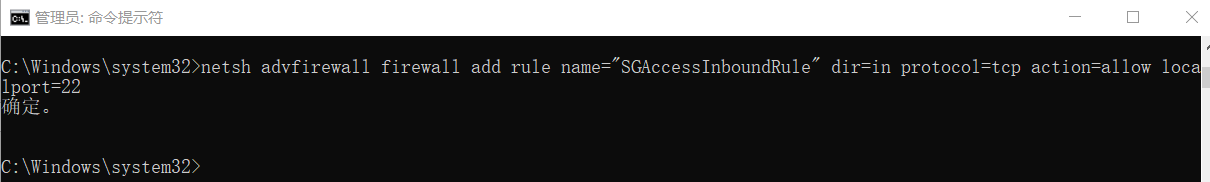 管理员: 命令提示符
C:\Windows\system32>netsh advfirewall firewall add rule name="SGAccessInboundRule" dir=in protocol=tcp action=allow loca
lport=22
确定。
C:\Windows\system32>